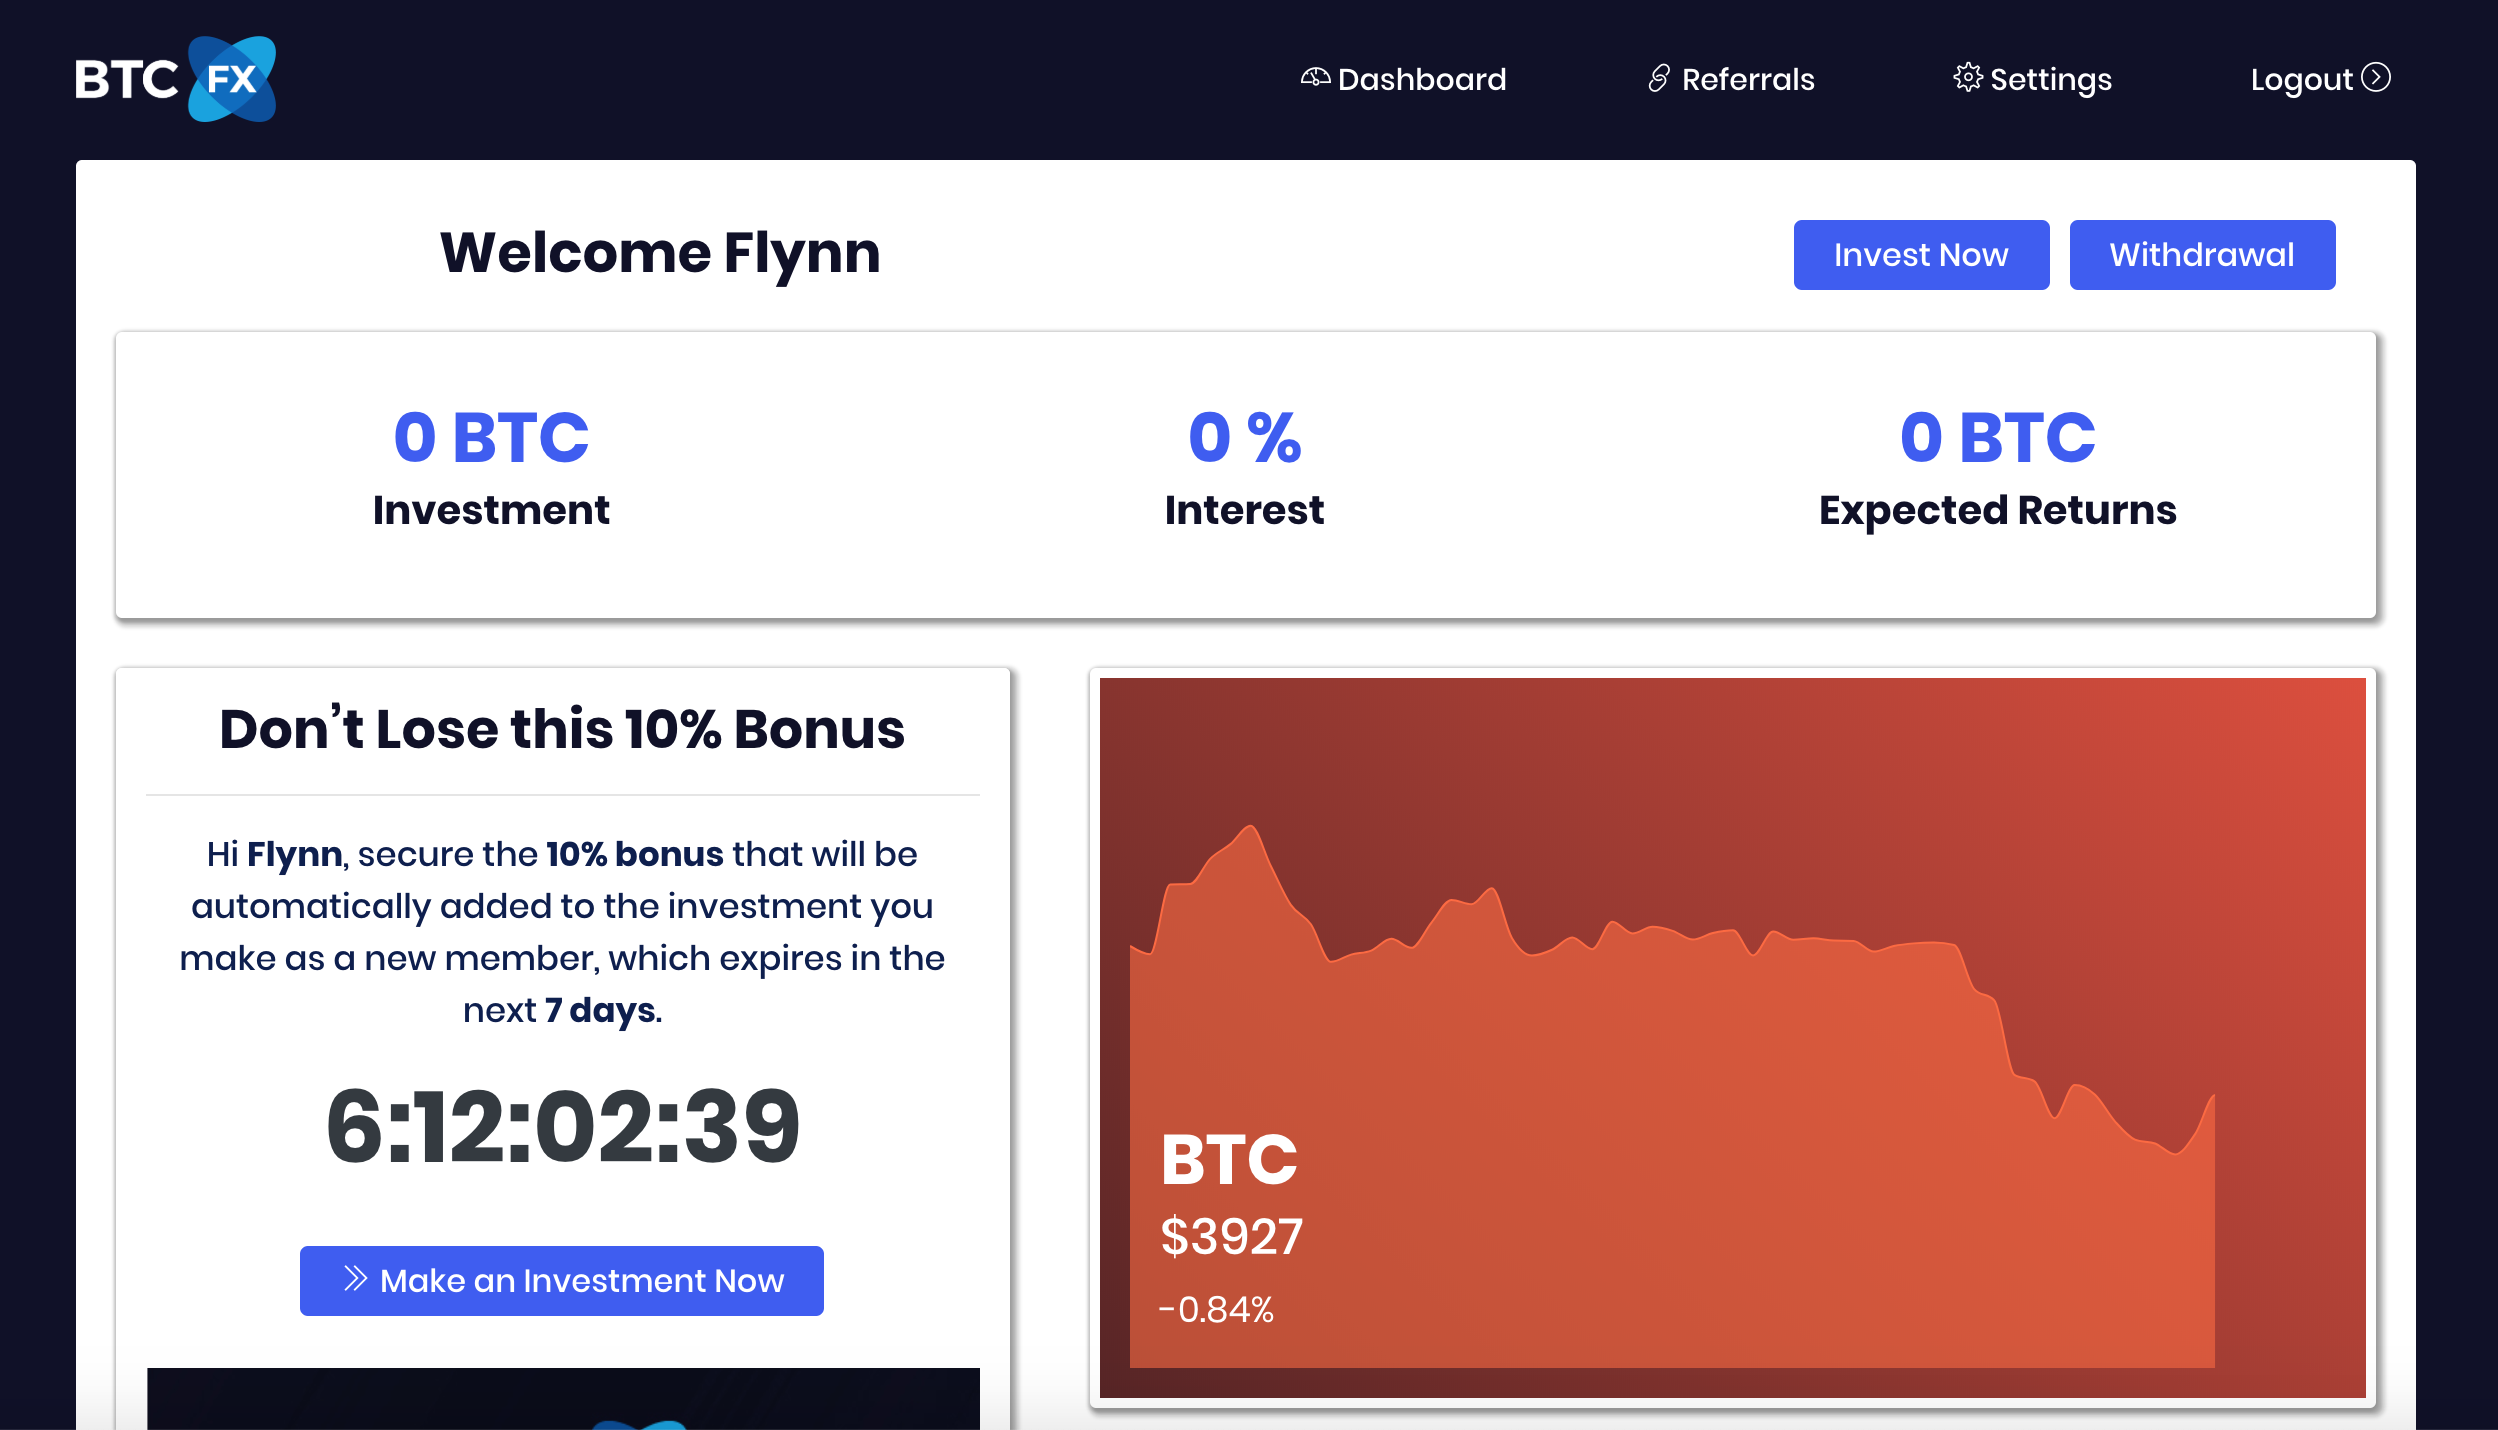 BTC FX
Dashboard
Referrals
Settings
Logout
Welcome Flynn
Invest Now
Withdrawal
0 BTC
Investment
0 %
Interest
0 BTC
Expected Returns
Don’t Lose this 10% Bonus
Hi Flynn, secure the 10% bonus that will be
automatically added to the investment you
make as a new member, which expires in the
next 7 days.
6:12:02:39
Make an Investment Now
BTC
$3927
-0.84%